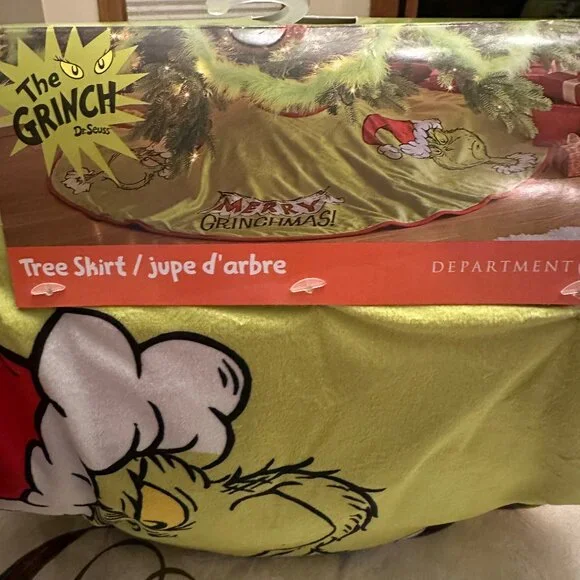 The
GRINCH
Dr. Seuss
MERRY
GRINCHMAS!
Tree Skirt / jupe d'arbre
DEPARTMENT